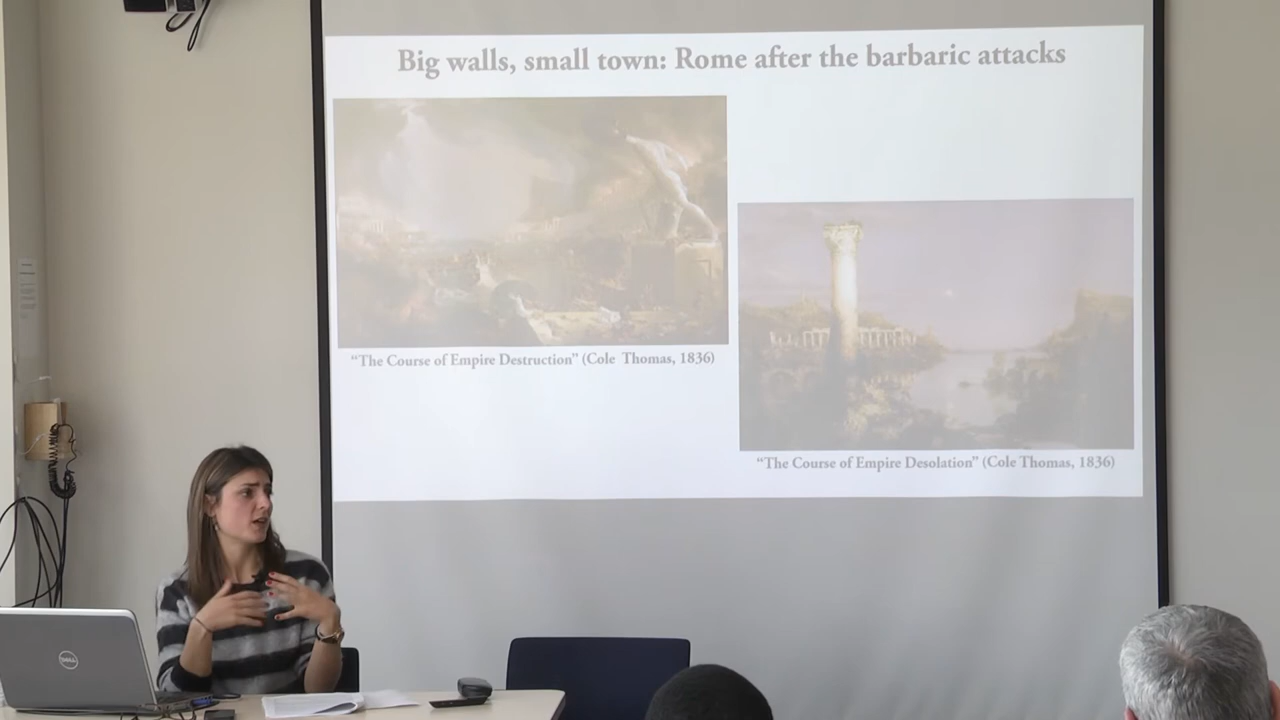 Big walls, small town: Rome after the barbaric attacks
“The Course of Empire Destruction” (Cole Thomas, 1836)
“The Course of Empire Desolation” (Cole Thomas, 1836)
DELL